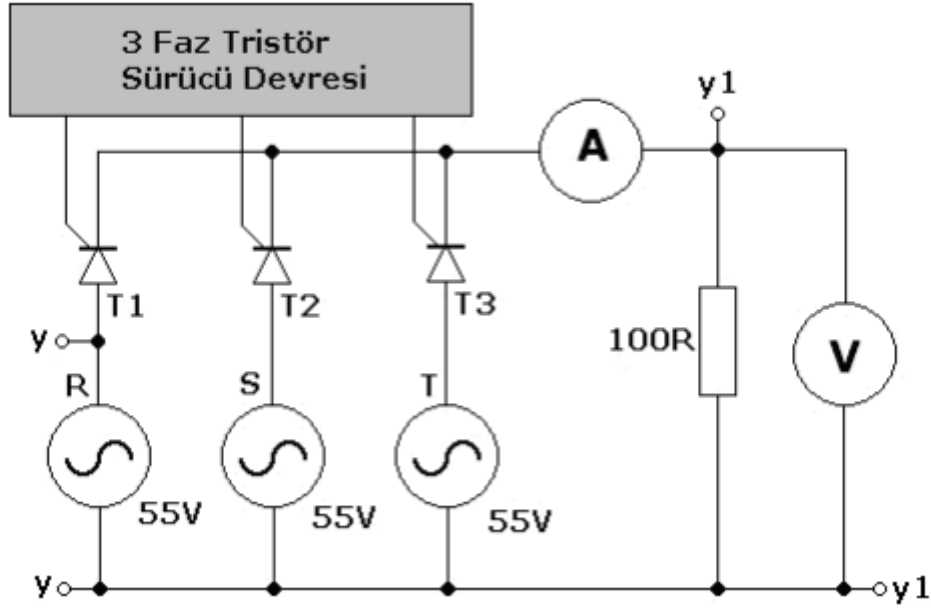 3 Faz Tristör
Sürücü Devresi
y1
A
T1
T2
T3
y
100R
V
R
S
T
55V
55V
55V
y
y1